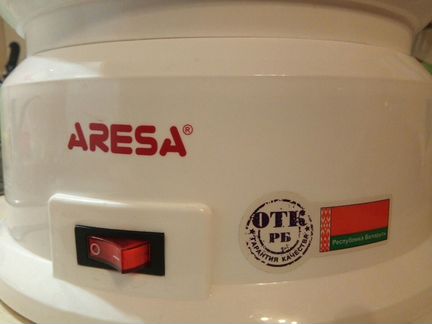 ARESA®
ОТК
РБ
ГАРАНТИЯ КАЧЕСТВА
Республика Беларусь